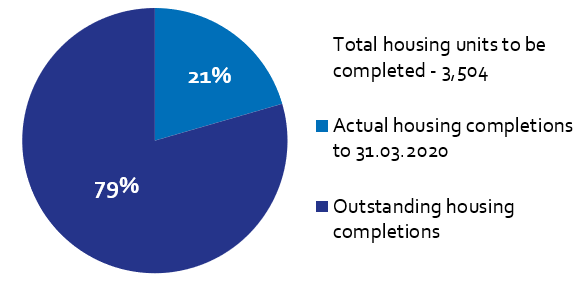 Total housing units to be
completed - 3,504
21%
Actual housing completions
to 31.03.2020
79%
Outstanding housing
completions